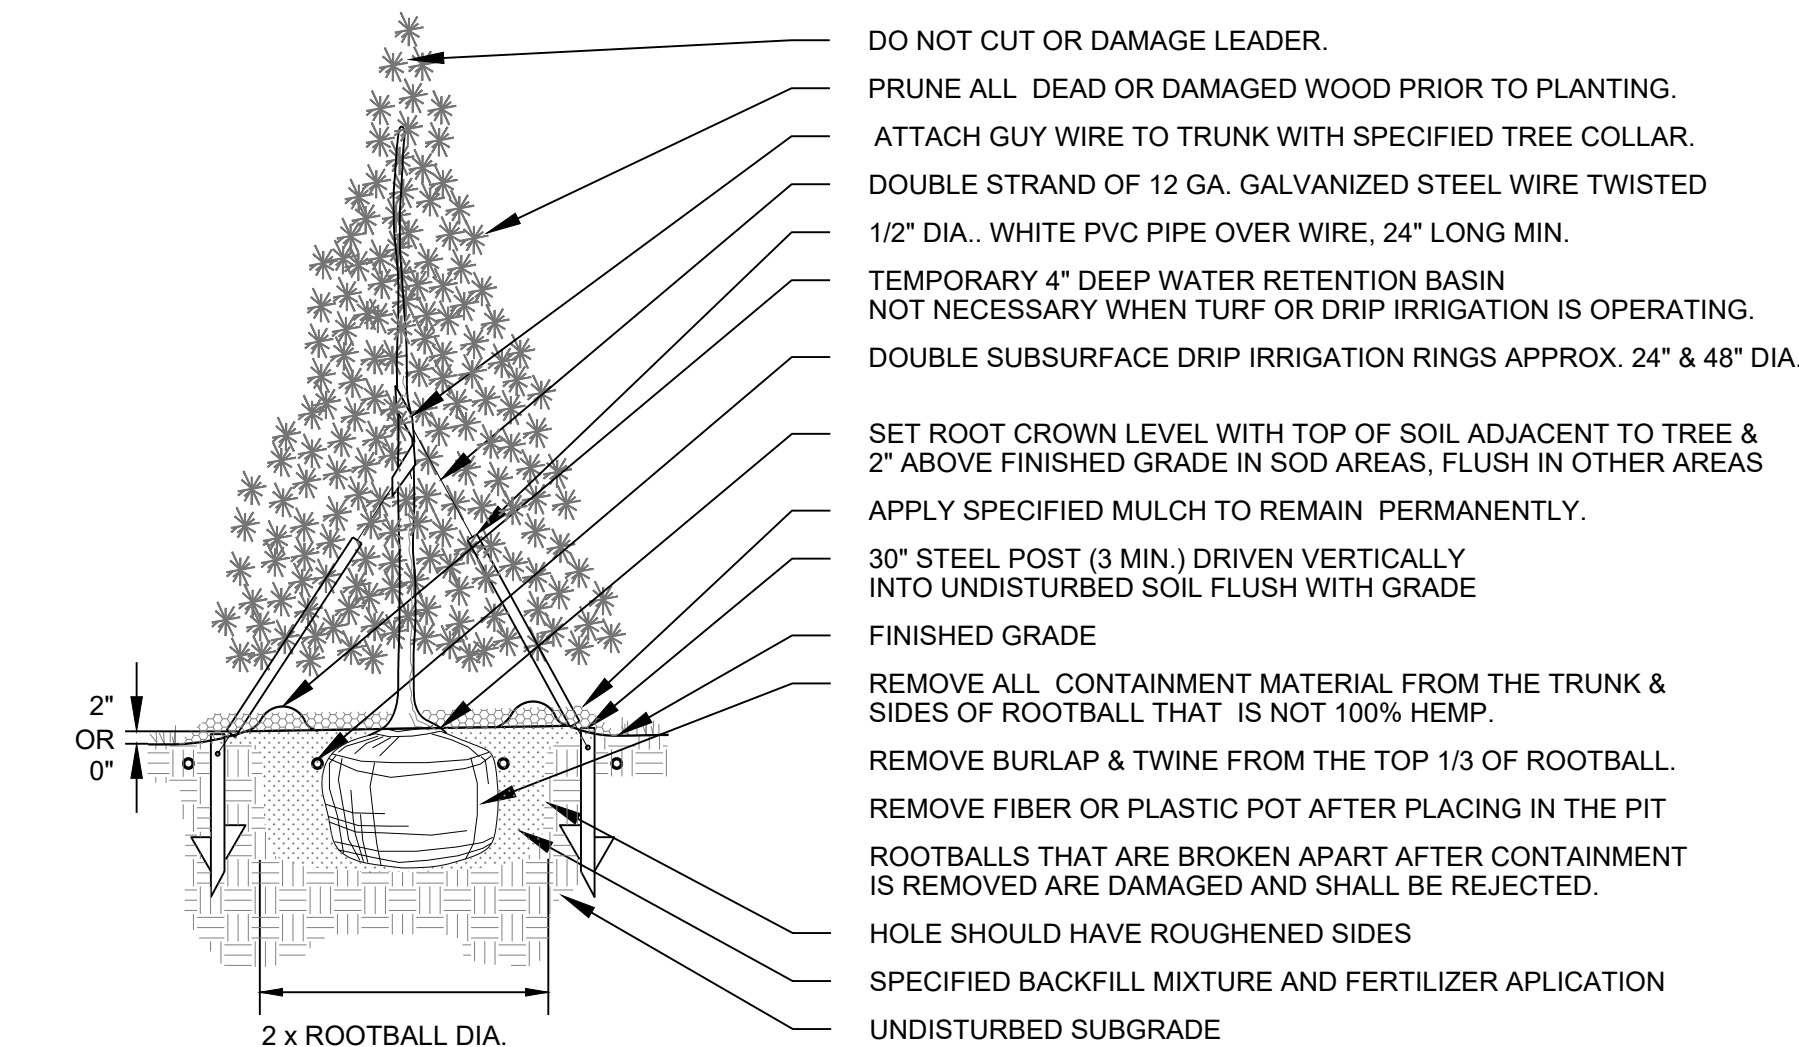 DO NOT CUT OR DAMAGE LEADER.
PRUNE ALL  DEAD OR DAMAGED WOOD PRIOR TO PLANTING.
ATTACH GUY WIRE TO TRUNK WITH SPECIFIED TREE COLLAR.
DOUBLE STRAND OF 12 GA. GALVANIZED STEEL WIRE TWISTED
1/2" DIA.. WHITE PVC PIPE OVER WIRE, 24" LONG MIN.
TEMPORARY 4" DEEP WATER RETENTION BASIN
NOT NECESSARY WHEN TURF OR DRIP IRRIGATION IS OPERATING.
DOUBLE SUBSURFACE DRIP IRRIGATION RINGS APPROX. 24" & 48" DIA.
SET ROOT CROWN LEVEL WITH TOP OF SOIL ADJACENT TO TREE &
2" ABOVE FINISHED GRADE IN SOD AREAS, FLUSH IN OTHER AREAS
APPLY SPECIFIED MULCH TO REMAIN  PERMANENTLY.
30" STEEL POST (3 MIN.) DRIVEN VERTICALLY
INTO UNDISTURBED SOIL FLUSH WITH GRADE
FINISHED GRADE
REMOVE ALL  CONTAINMENT MATERIAL FROM THE TRUNK &
SIDES OF ROOTBALL THAT  IS NOT 100% HEMP.
REMOVE BURLAP & TWINE FROM THE TOP 1/3 OF ROOTBALL.
REMOVE FIBER OR PLASTIC POT AFTER PLACING IN THE PIT
ROOTBALLS THAT ARE BROKEN APART AFTER CONTAINMENT
IS REMOVED ARE DAMAGED AND SHALL BE REJECTED.
HOLE SHOULD HAVE ROUGHENED SIDES
SPECIFIED BACKFILL MIXTURE AND FERTILIZER APLICATION
UNDISTURBED SUBGRADE
2"
OR
0"
2 x ROOTBALL DIA.